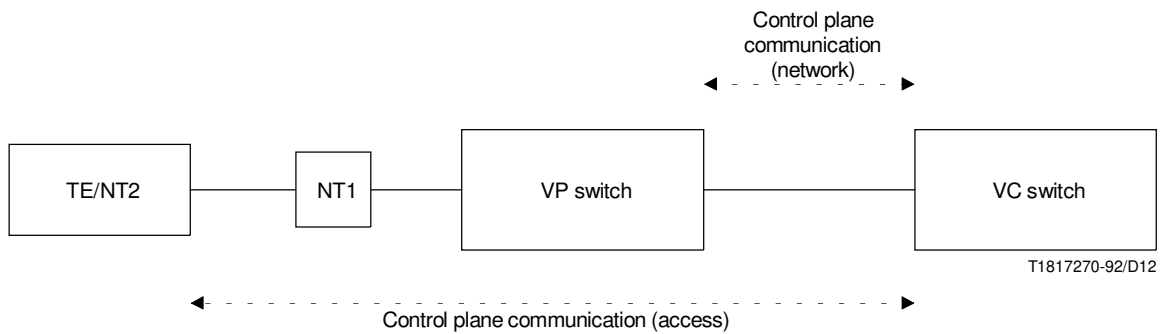 Control plane
communication
(network)
TE/NT2
NT1
VP switch
VC switch
T1817270-92/D12
Control plane communication (access)